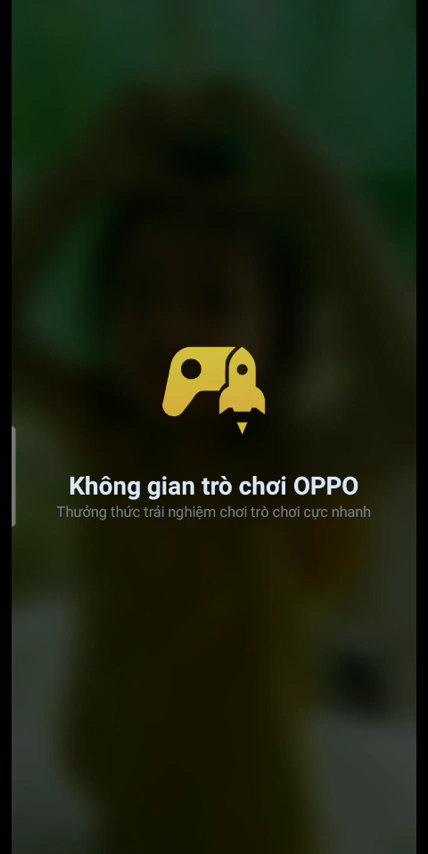 Không gian trò chơi OPPO
Thưởng thức trải nghiệm chơi trò chơi cực nhanh